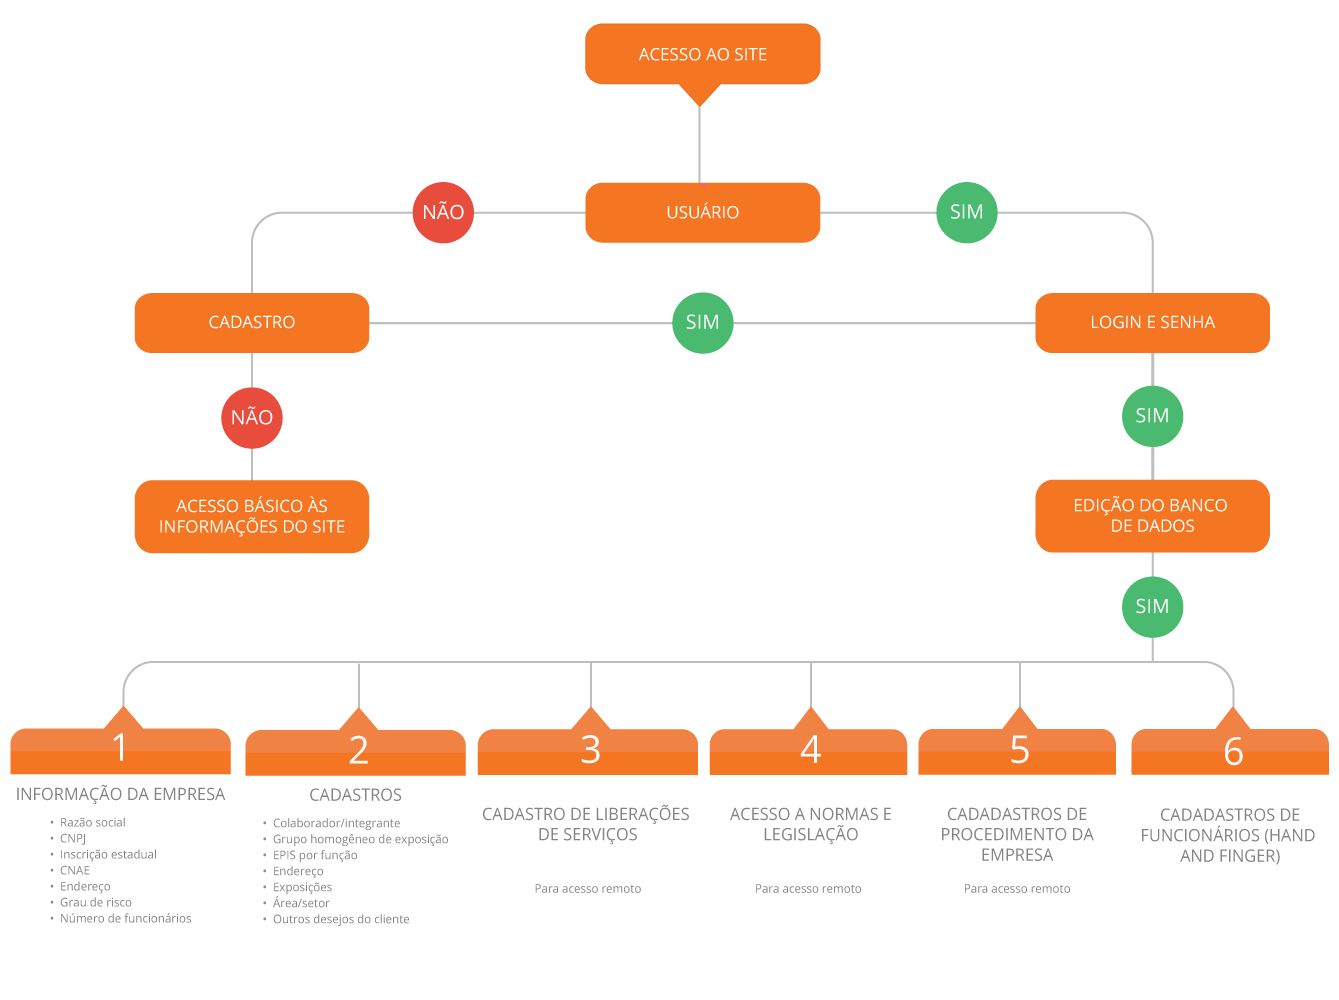 ACESSO AO SITE
NÃO
USUÁRIO
SIM
CADASTRO
SIM
LOGIN E SENHA
NÃO
SIM
ACESSO BÁSICO ÀS
INFORMAÇÕES DO SITE
EDIÇÃO DO BANCO
DE DADOS
SIM
1
INFORMAÇÃO DA EMPRESA
• Razão social
• CNPJ
• Inscrição estadual
• CNAE
• Endereço
• Grau de risco
• Número de funcionários
2
CADASTROS
• Colaborador/integrante
• Grupo homogêneo de exposição
• EPIS por função
• Endereço
• Exposições
• Área/setor
• Outros desejos do cliente
3
CADASTRO DE LIBERAÇÕES
DE SERVIÇOS
Para acesso remoto
4
ACESSO A NORMAS E
LEGISLAÇÃO
Para acesso remoto
5
CADADASTROS DE
PROCEDIMENTO DA
EMPRESA
Para acesso remoto
6
CADADASTROS DE
FUNCIONÁRIOS (HAND
AND FINGER)